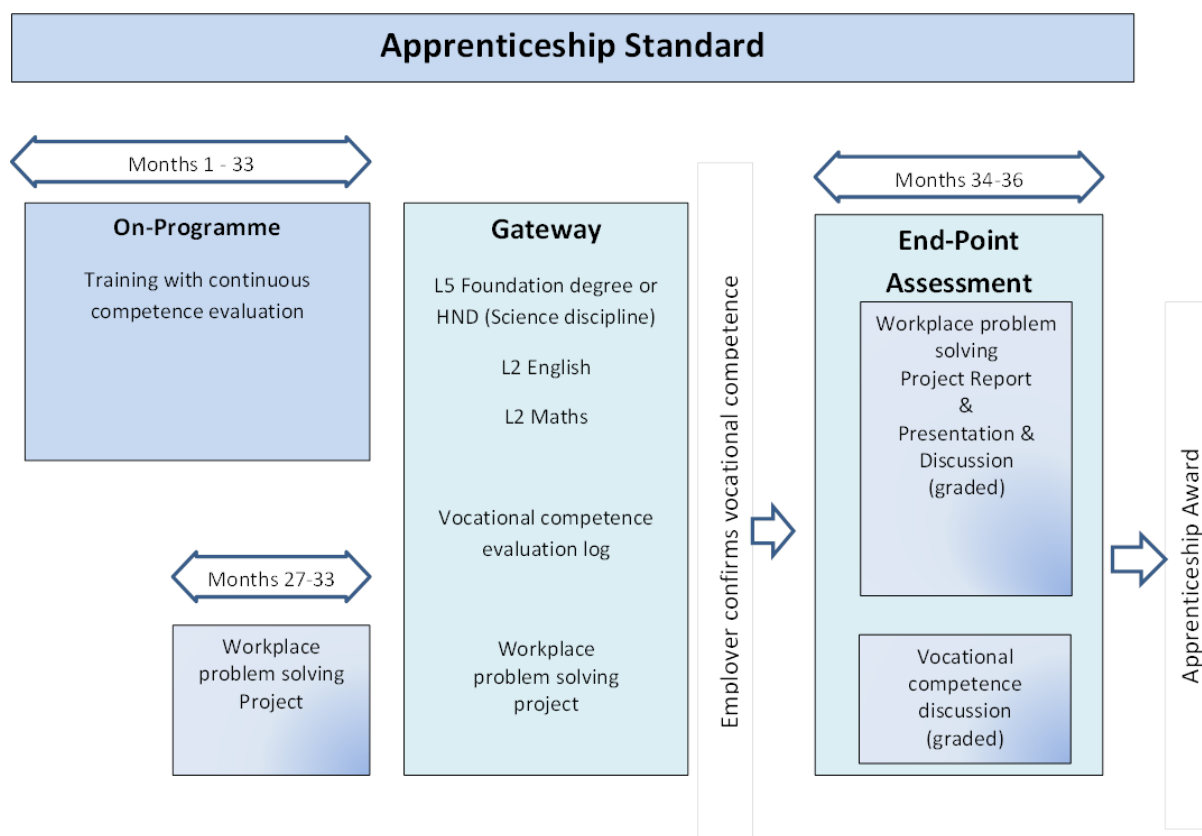 Apprenticeship Standard
Months 1 - 33
On-Programme
Training with continuous
competence evaluation
Months 27-33
Workplace
problem solving
Project
Gateway
L5 Foundation degree or
HND (Science discipline)
L2 English
L2 Maths
Vocational competence
evaluation log
Workplace
problem solving
project
Employer confirms vocational competence
Months 34-36
End-Point
Assessment
Workplace problem
solving
Project Report
&
Presentation &
Discussion
(graded)
Vocational
competence
discussion
(graded)
Apprenticeship Award